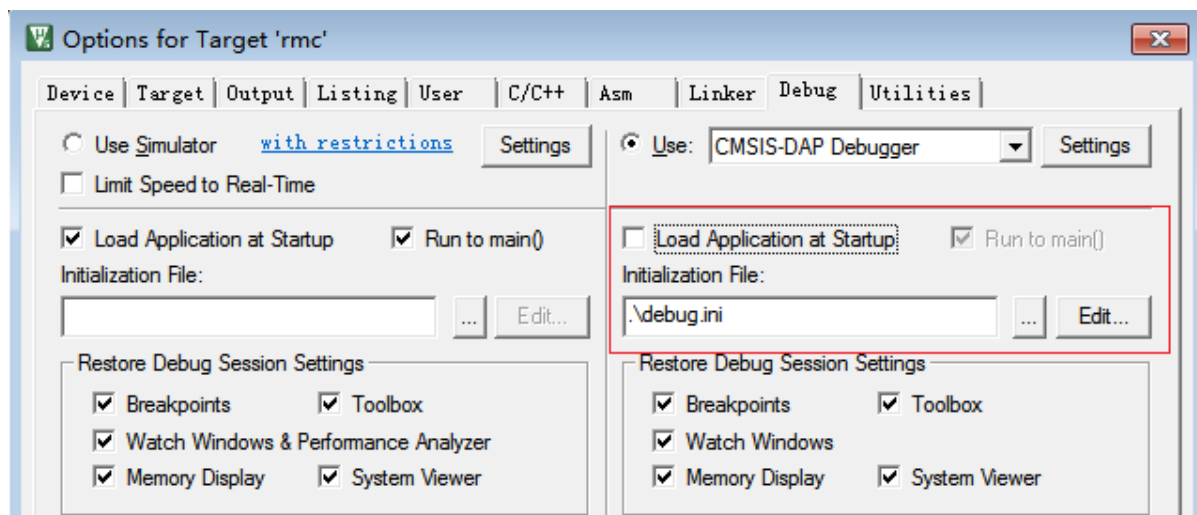 Options for Target 'rmc'
Device Target Output Listing User C/C++ Asm Linker Debug Utilities
Use Simulator with restrictions Settings Use: CMSIS-DAP Debugger Settings
Limit Speed to Real-Time
Load Application at Startup Run to main() Load Application at Startup Run to main()
Initialization File: Initialization File:
... Edit... .\debug.ini ... Edit...
Restore Debug Session Settings Restore Debug Session Settings
Breakpoints Toolbox Breakpoints Toolbox
Watch Windows & Performance Analyzer Watch Windows
Memory Display System Viewer Memory Display System Viewer